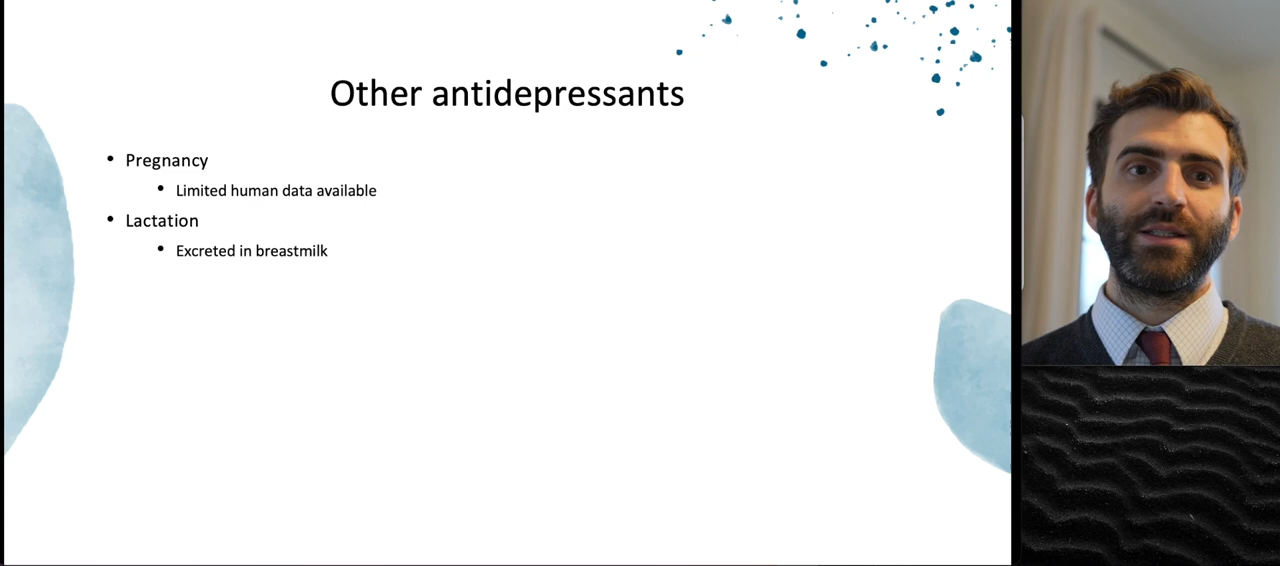 Other antidepressants
• Pregnancy
• Limited human data available
• Lactation
• Excreted in breastmilk